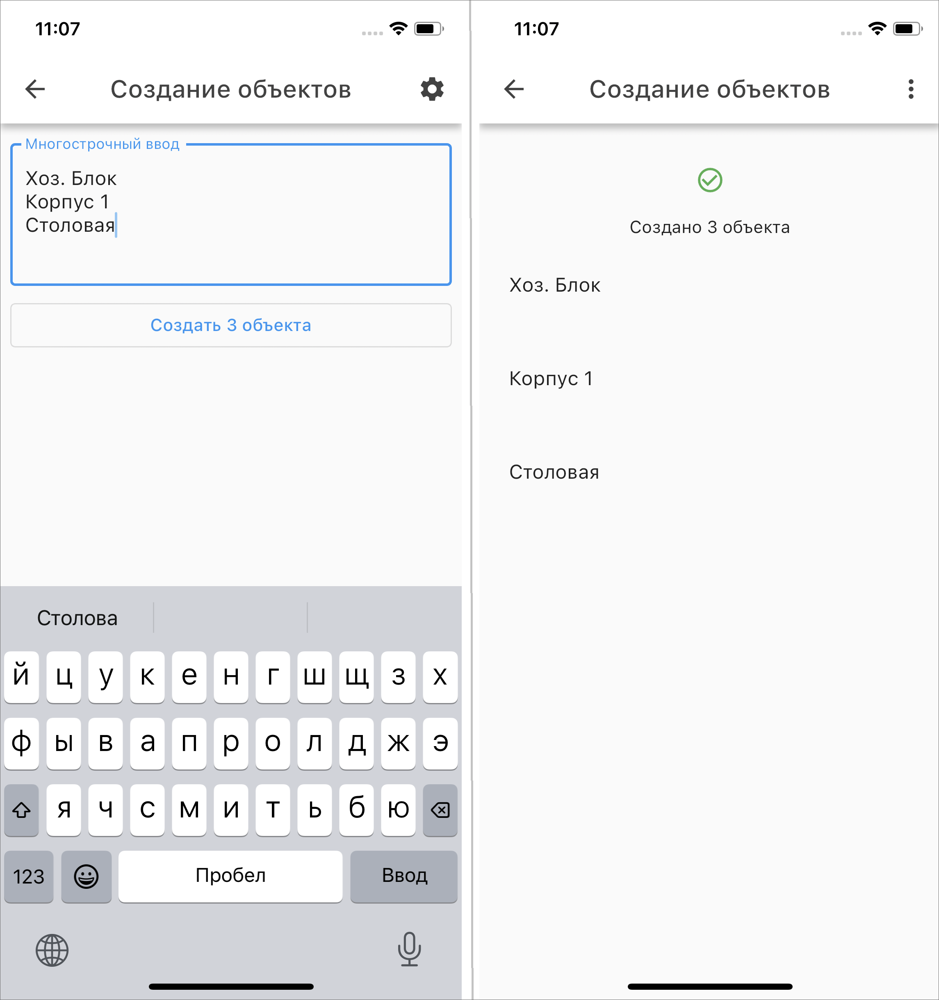 11:07
Создание объектов
Многострочный ввод
Хоз. Блок
Корпус 1
Столовая
Создать 3 объекта
Столова
й ц у к е н г ш щ з х
ф ы в а п р о л д ж э
я ч с м и т ь б ю
123 Пробел Ввод
11:07
Создание объектов
Создано 3 объекта
Хоз. Блок
Корпус 1
Столовая